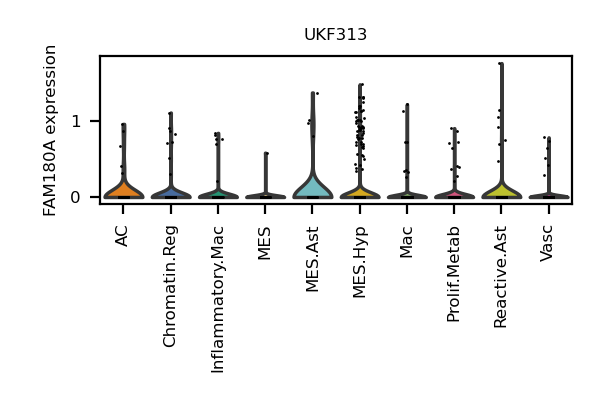 UKF313
FAM180A expression
1
0
AC
Chromatin.Reg
Inflammatory.Mac
MES
MES.Ast
MES.Hyp
Mac
Prolif.Metab
Reactive.Ast
Vasc